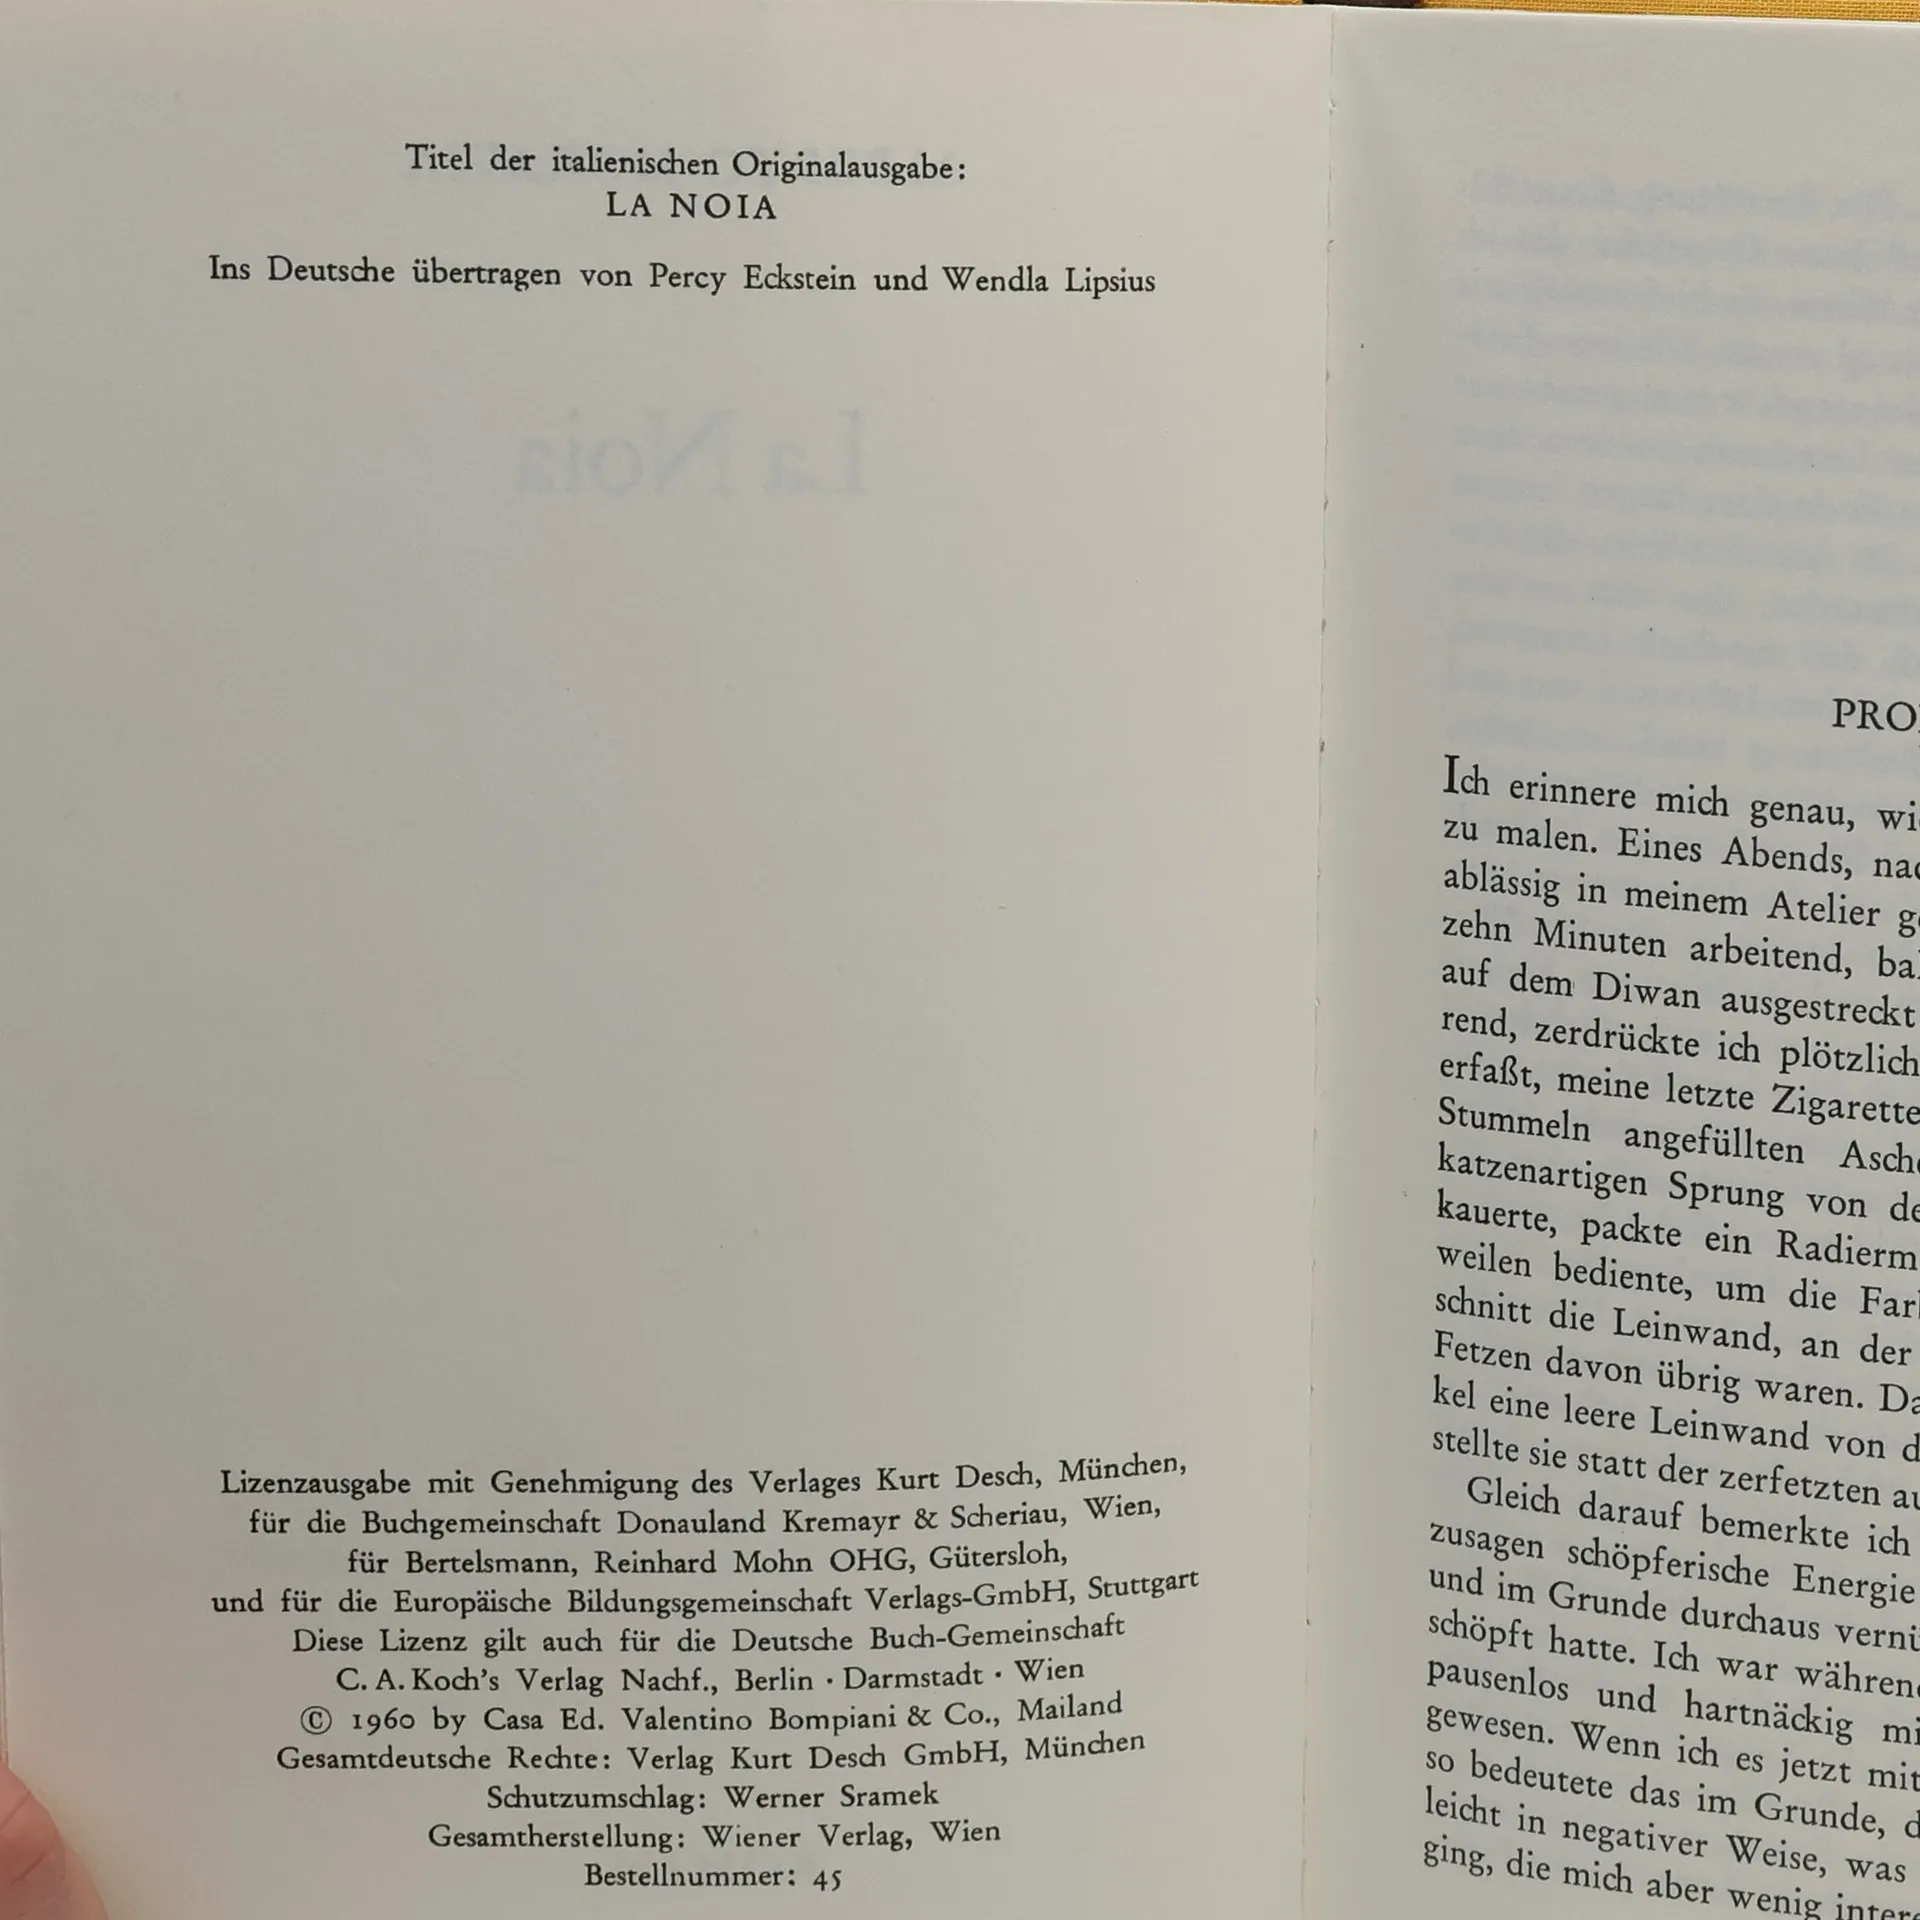 Titel der italienischen Originalausgabe:
LA NOIA
Ins Deutsche übertragen von Percy Eckstein und Wendla Lipsius
La Noia
Lizenzausgabe mit Genehmigung des Verlages Kurt Desch, München,
für die Buchgemeinschaft Donauland Kremayr & Scheriau, Wien,
für Bertelsmann, Reinhard Mohn OHG, Gütersloh,
und für die Europäische Bildungsgemeinschaft Verlags-GmbH, Stuttgart
Diese Lizenz gilt auch für die Deutsche Buch-Gemeinschaft
C. A. Koch's Verlag Nachf., Berlin · Darmstadt · Wien
© 1960 by Casa Ed. Valentino Bompiani & Co., Mailand
Gesamtdeutsche Rechte: Verlag Kurt Desch GmbH, München
Schutzumschlag: Werner Sramek
Gesamtherstellung: Wiener Verlag, Wien
Bestellnummer: 45
PRO
Ich erinnere mich genau,
zu malen. Eines Abends,
ablässig in meinem Atelier
zehn Minuten arbeitend,
auf dem Diwan ausgestreckt
rend, zerdrückte ich plötzlich
erfaßt, meine letzte Zigarette
Stummeln angefüllten
katzenartigen Sprung von
kauerte, packte ein
weilen bediente, um die
schnitt die Leinwand, an der
Fetzen davon übrig waren.
kel eine leere Leinwand von
stellte sie statt der zerfetzten
Gleich darauf bemerkte ich
zusagen schöpferische Energie
und im Grunde durchaus
schöpft hatte. Ich war
pausenlos und hartnäckig
gewesen. Wenn ich es jetzt mit
so bedeutete das im Grunde,
leicht in negativer Weise, was
ging, die mich aber wenig